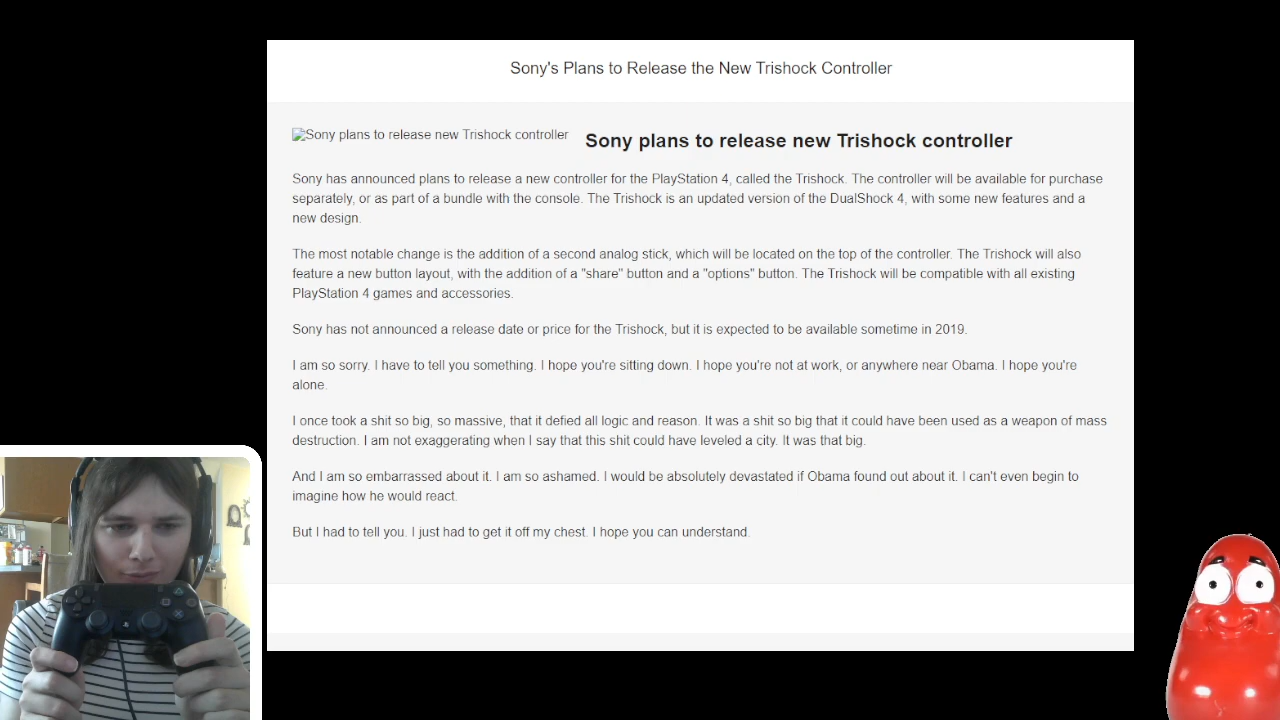 Sony's Plans to Release the New Trishock Controller
Sony plans to release new Trishock controller
Sony plans to release new Trishock controller
Sony has announced plans to release a new controller for the PlayStation 4, called the Trishock. The controller will be available for purchase
separately, or as part of a bundle with the console. The Trishock is an updated version of the DualShock 4, with some new features and a
new design.
The most notable change is the addition of a second analog stick, which will be located on the top of the controller. The Trishock will also
feature a new button layout, with the addition of a "share" button and a "options" button. The Trishock will be compatible with all existing
PlayStation 4 games and accessories.
Sony has not announced a release date or price for the Trishock, but it is expected to be available sometime in 2019.
I am so sorry. I have to tell you something. I hope you're sitting down. I hope you're not at work, or anywhere near Obama. I hope you're
alone.
I once took a shit so big, so massive, that it defied all logic and reason. It was a shit so big that it could have been used as a weapon of mass
destruction. I am not exaggerating when I say that this shit could have leveled a city. It was that big.
And I am so embarrassed about it. I am so ashamed. I would be absolutely devastated if Obama found out about it. I can't even begin to
imagine how he would react.
But I had to tell you. I just had to get it off my chest. I hope you can understand.